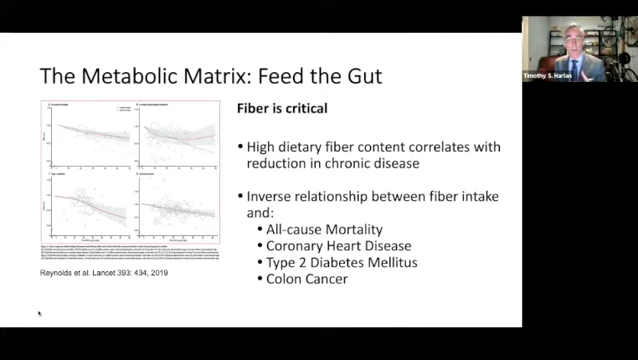 Timothy S. Harlan
The Metabolic Matrix: Feed the Gut
Fiber is critical
• High dietary fiber content correlates with
reduction in chronic disease
• Inverse relationship between fiber intake
and:
• All-cause Mortality
• Coronary Heart Disease
• Type 2 Diabetes Mellitus
• Colon Cancer
Reynolds et al. Lancet 393: 434, 2019